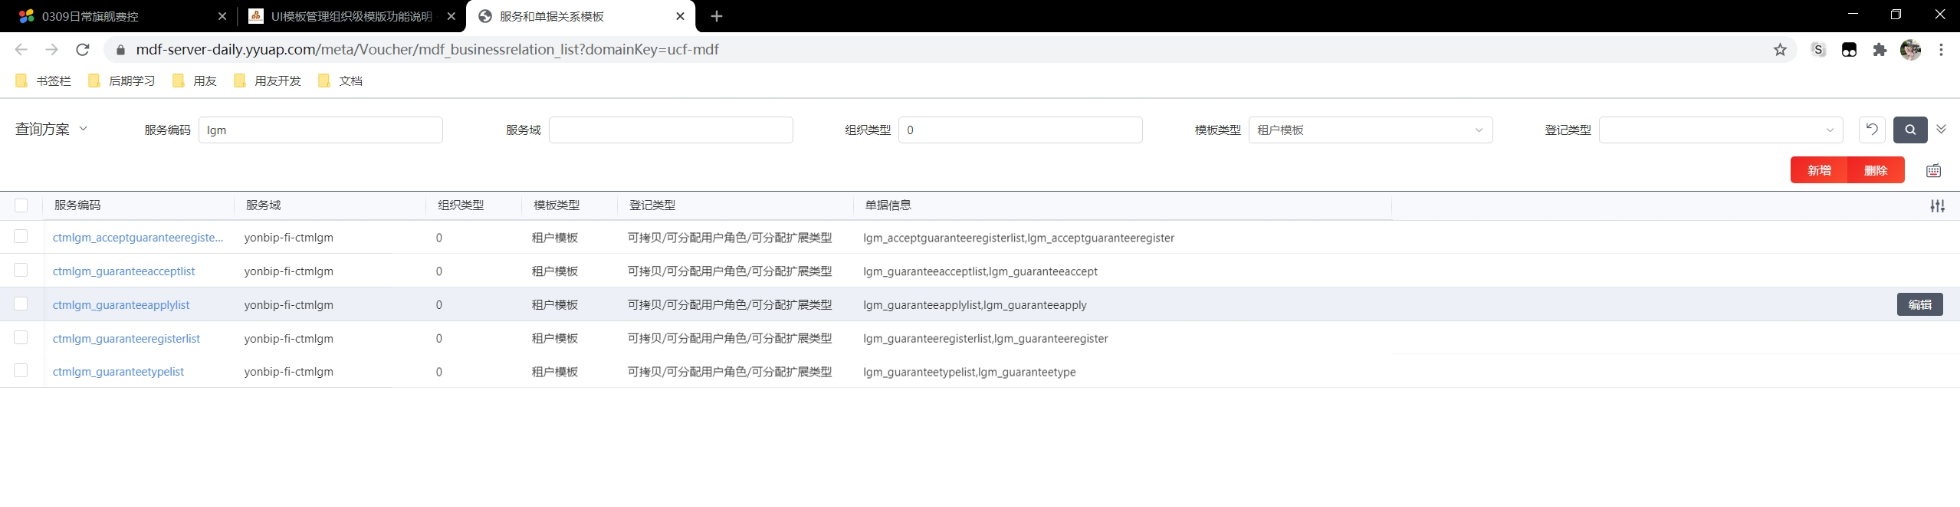 0309日常旗舰费控
UI模板管理组织级模版功能说明
服务和单据关系模板
mdf-server-daily.yyuap.com/meta/Voucher/mdf_businessrelation_list?domainKey=ucf-mdf
书签栏 后期学习 用友 用友开发 文档
查询方案 服务编码 lgm 服务域 组织类型 0 模板类型 租户模板 登记类型
新增 删除
服务编码 服务域 组织类型 模板类型 登记类型 单据信息
ctmlgm_acceptguaranteeregiste... yonbip-fi-ctmlgm 0 租户模板 可拷贝/可分配用户角色/可分配扩展类型 lgm_acceptguaranteeregisterlist,lgm_acceptguaranteeregister
ctmlgm_guaranteeacceptlist yonbip-fi-ctmlgm 0 租户模板 可拷贝/可分配用户角色/可分配扩展类型 lgm_guaranteeacceptlist,lgm_guaranteeaccept
ctmlgm_guaranteeapplylist yonbip-fi-ctmlgm 0 租户模板 可拷贝/可分配用户角色/可分配扩展类型 lgm_guaranteeapplylist,lgm_guaranteeapply 编辑
ctmlgm_guaranteeregisterlist yonbip-fi-ctmlgm 0 租户模板 可拷贝/可分配用户角色/可分配扩展类型 lgm_guaranteeregisterlist,lgm_guaranteeregister
ctmlgm_guaranteetypelist yonbip-fi-ctmlgm 0 租户模板 可拷贝/可分配用户角色/可分配扩展类型 lgm_guaranteetypelist,lgm_guaranteetype